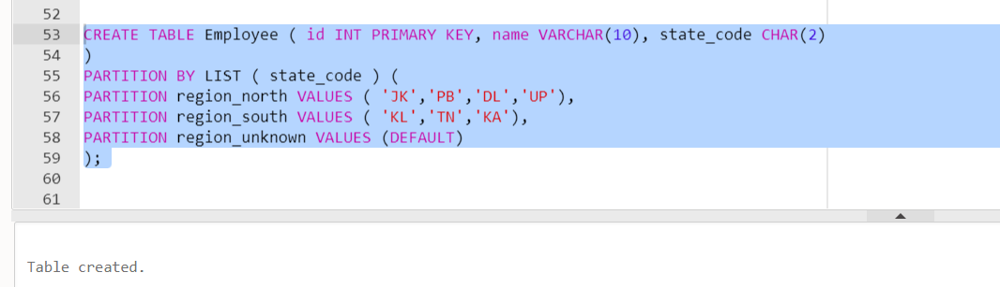 52
53 CREATE TABLE Employee ( id INT PRIMARY KEY, name VARCHAR(10), state_code CHAR(2)
54 )
55 PARTITION BY LIST ( state_code ) (
56 PARTITION region_north VALUES ( 'JK','PB','DL','UP'),
57 PARTITION region_south VALUES ( 'KL','TN','KA'),
58 PARTITION region_unknown VALUES (DEFAULT)
59 );
60
61
Table created.